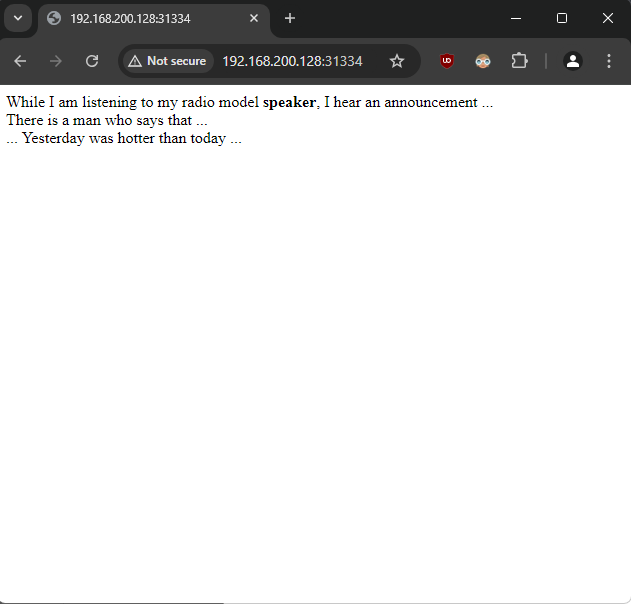 192.168.200.128:31334
Not secure 192.168.200.128:31334
While I am listening to my radio model speaker, I hear an announcement ...
There is a man who says that ...
... Yesterday was hotter than today ...